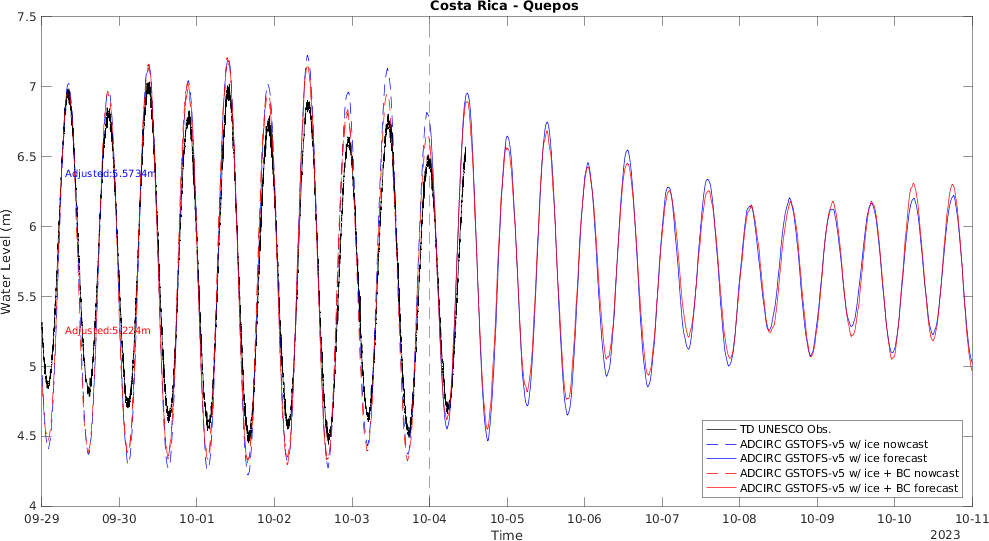 Costa Rica - Quepos
7.5
7
6.5
6
5.5
5
4.5
4
Water Level (m)
Adjusted:5.5734m
Adjusted:5.224m
TD UNESCO Obs.
ADCIRC GSTOFS-v5 w/ ice nowcast
ADCIRC GSTOFS-v5 w/ ice forecast
ADCIRC GSTOFS-v5 w/ ice + BC nowcast
ADCIRC GSTOFS-v5 w/ ice + BC forecast
09-29 09-30 10-01 10-02 10-03 10-04 10-05 10-06 10-07 10-08 10-09 10-10 10-11
Time
2023